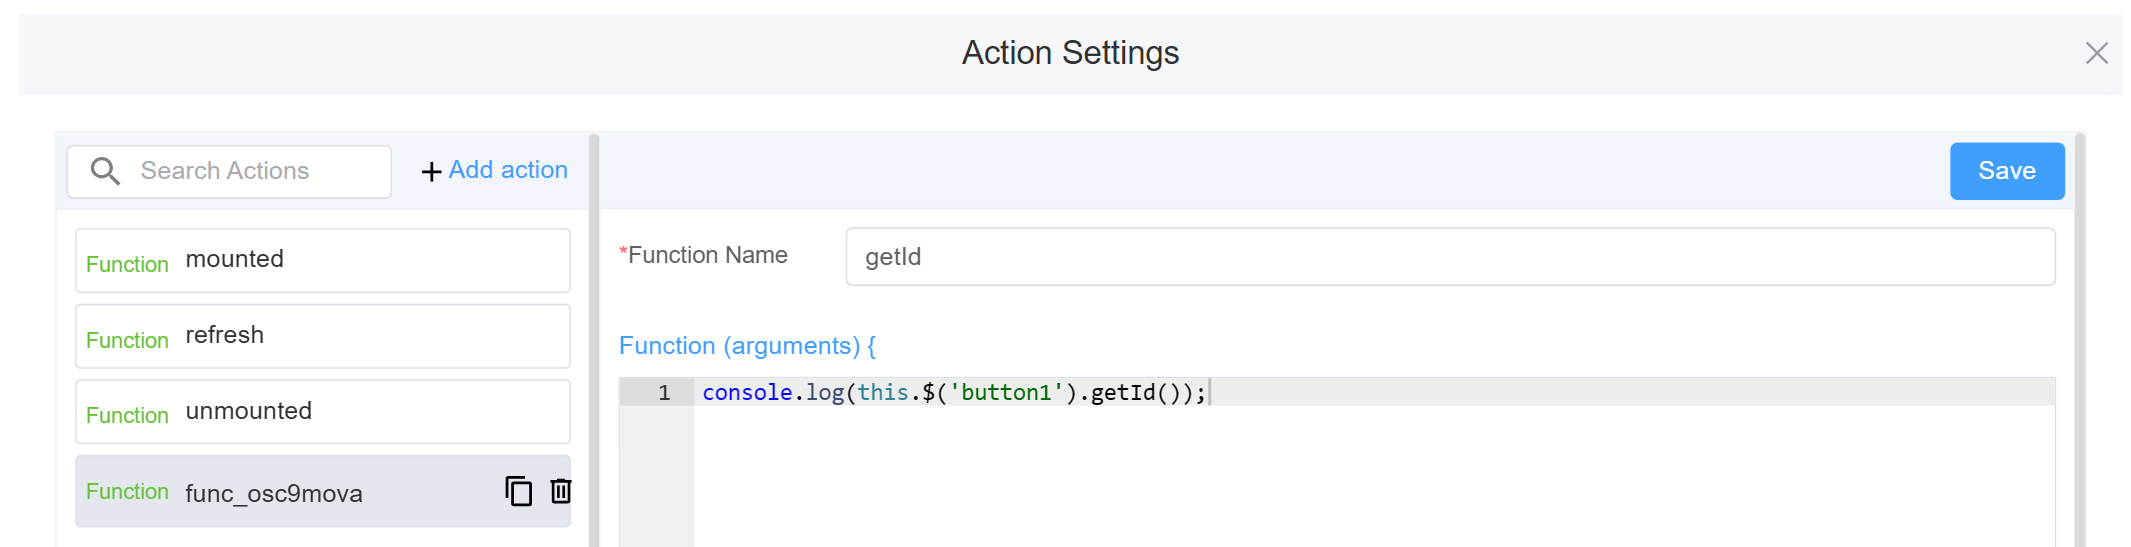 Action Settings
Search Actions
Add action
Save
Function mounted
Function refresh
Function unmounted
Function func_osc9mova
*Function Name
getId
Function (arguments) {
1 console.log(this.$('button1').getId());